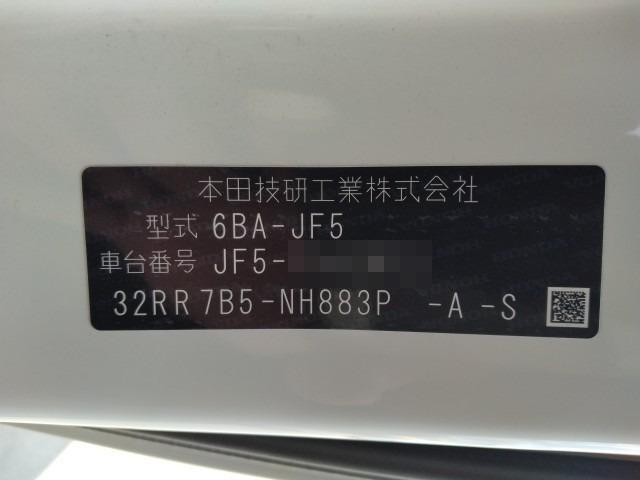 本田技研工業株式会社
型式 6BA-JF5
車台番号 JF5-
32RR 7B5-NH883P -A -S